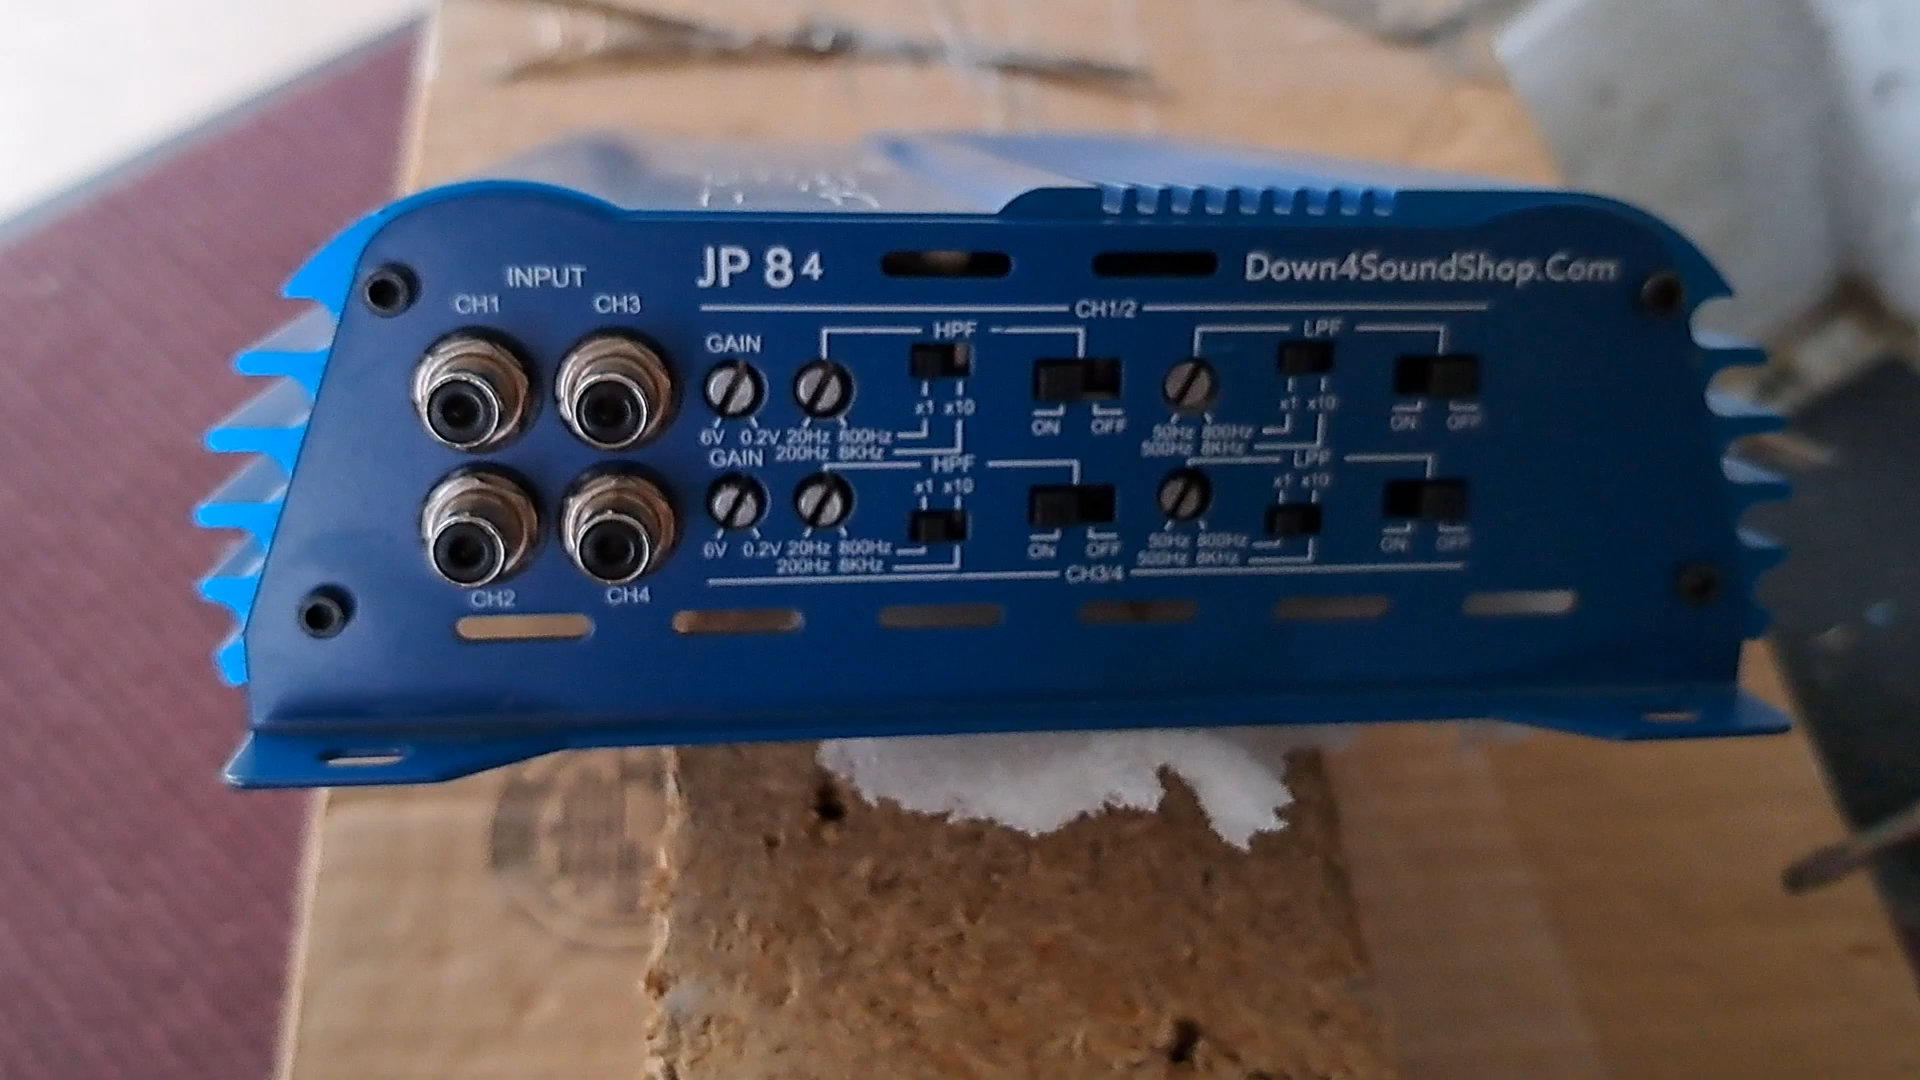 JP 8 4
Down4SoundShop.Com
INPUT
CH1 CH3
CH1/2
GAIN
HPF
LPF
x1 x10
x1 x10
ON OFF
ON OFF
6V 0.2V 20Hz 800Hz
200Hz 8KHz
50Hz 800Hz
500Hz 8KHz
GAIN
HPF
LPF
x1 x10
x1 x10
ON OFF
ON OFF
6V 0.2V 20Hz 800Hz
200Hz 8KHz
50Hz 800Hz
500Hz 8KHz
CH3/4
CH2 CH4